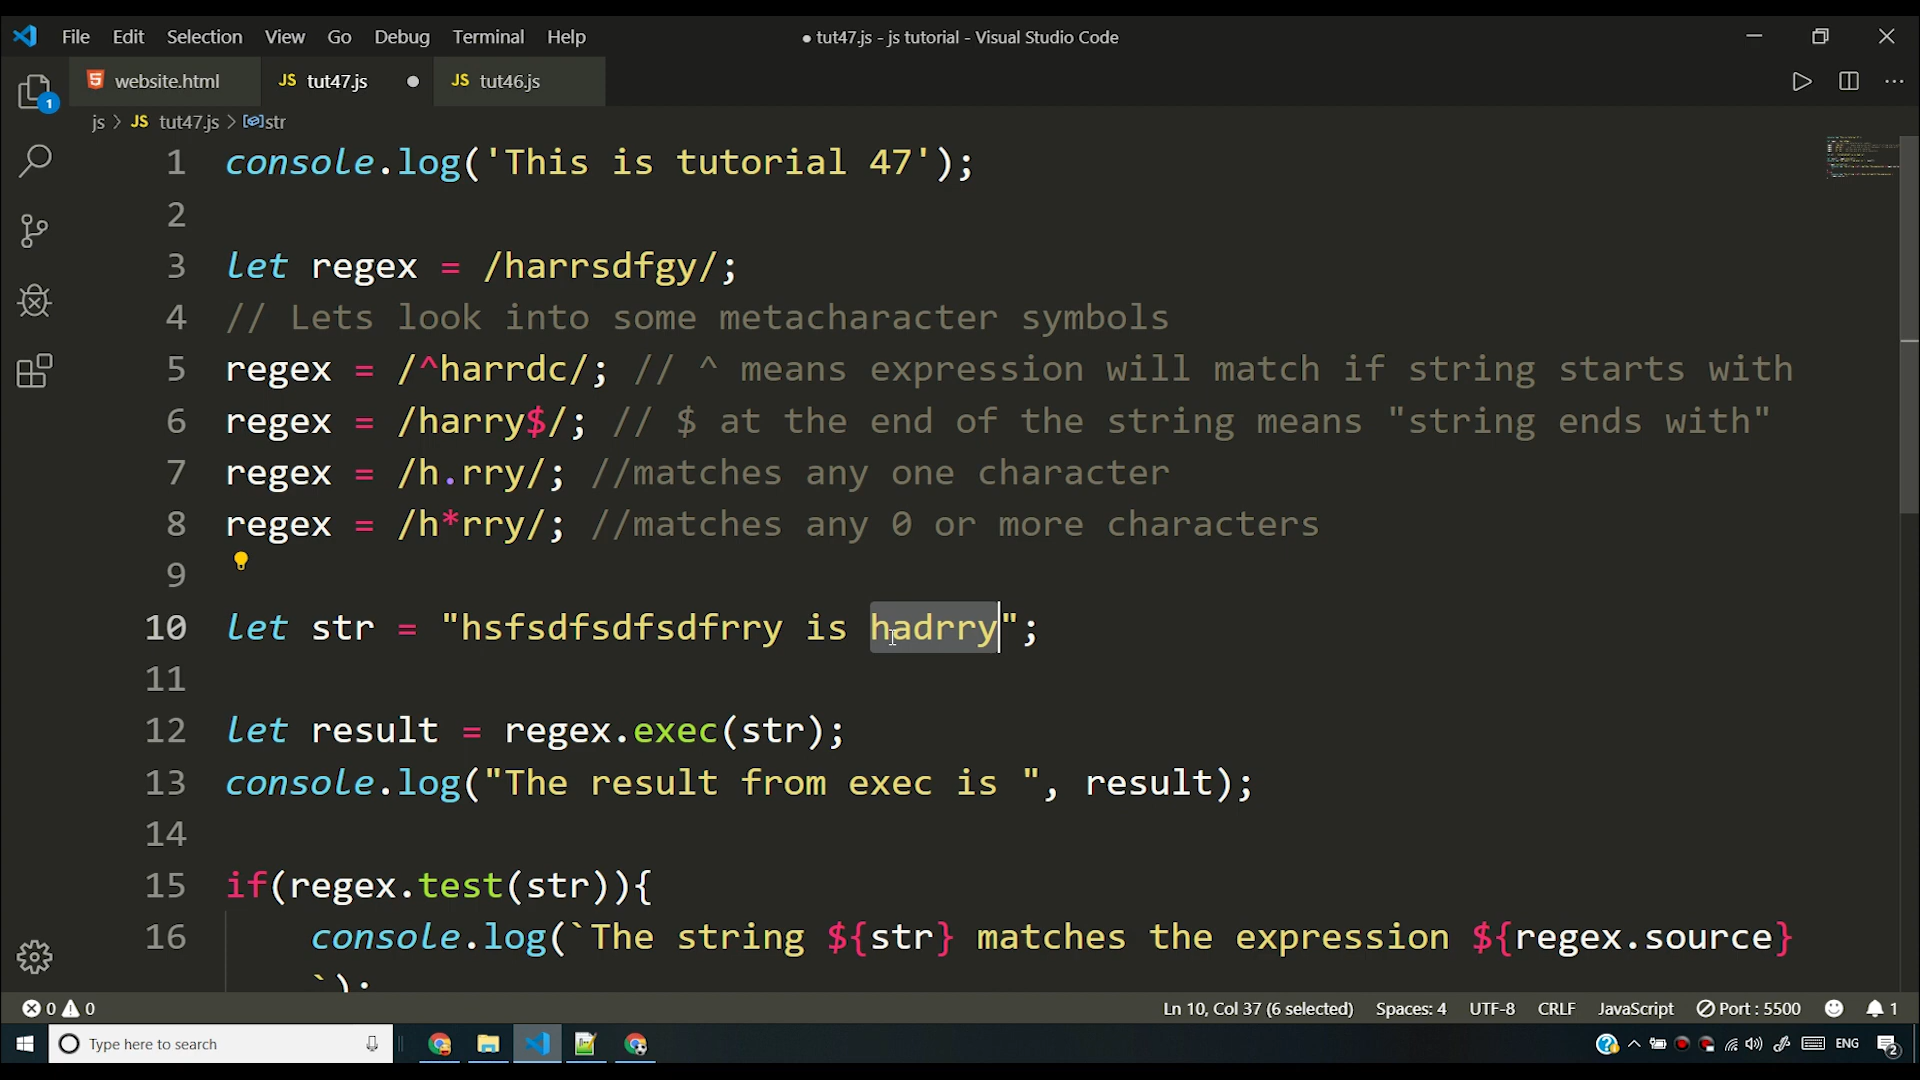 File Edit Selection View Go Debug Terminal Help
● tut47.js - js tutorial - Visual Studio Code
website.html JS tut47.js ● JS tut46.js
js > JS tut47.js > str
1 console.log('This is tutorial 47');
2
3 let regex = /harrsdfgy/;
4 // Lets look into some metacharacter symbols
5 regex = /^harrdc/; // ^ means expression will match if string starts with
6 regex = /harry$/; // $ at the end of the string means "string ends with"
7 regex = /h.rry/; //matches any one character
8 regex = /h*rry/; //matches any 0 or more characters
9
10 let str = "hsfsdfsdfsdfrry is hadrry";
11
12 let result = regex.exec(str);
13 console.log("The result from exec is ", result);
14
15 if(regex.test(str)){
16 console.log(`The string ${str} matches the expression ${regex.source}
`);
0 0 Ln 10, Col 37 (6 selected) Spaces: 4 UTF-8 CRLF JavaScript Port : 5500 1
Type here to search ENG 2